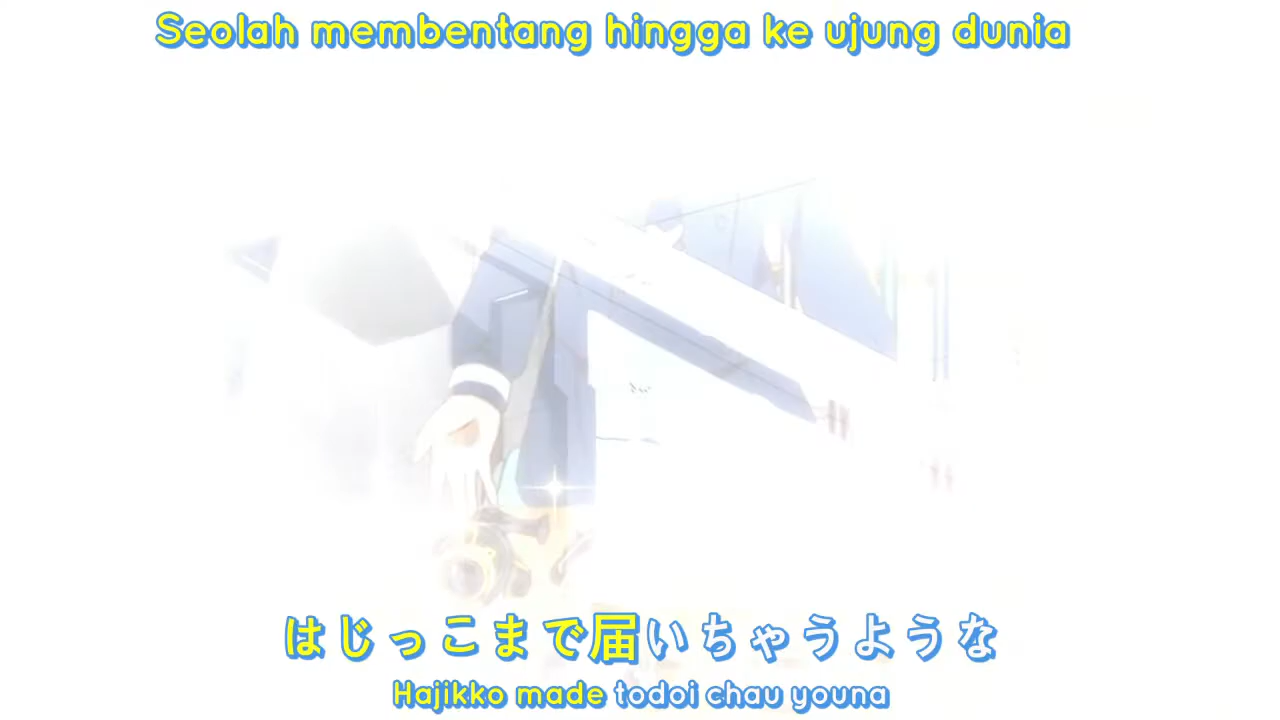 Seolah membentang hingga ke ujung dunia
はじっこまで届いちゃうような
Hajikko made todoi chau youna